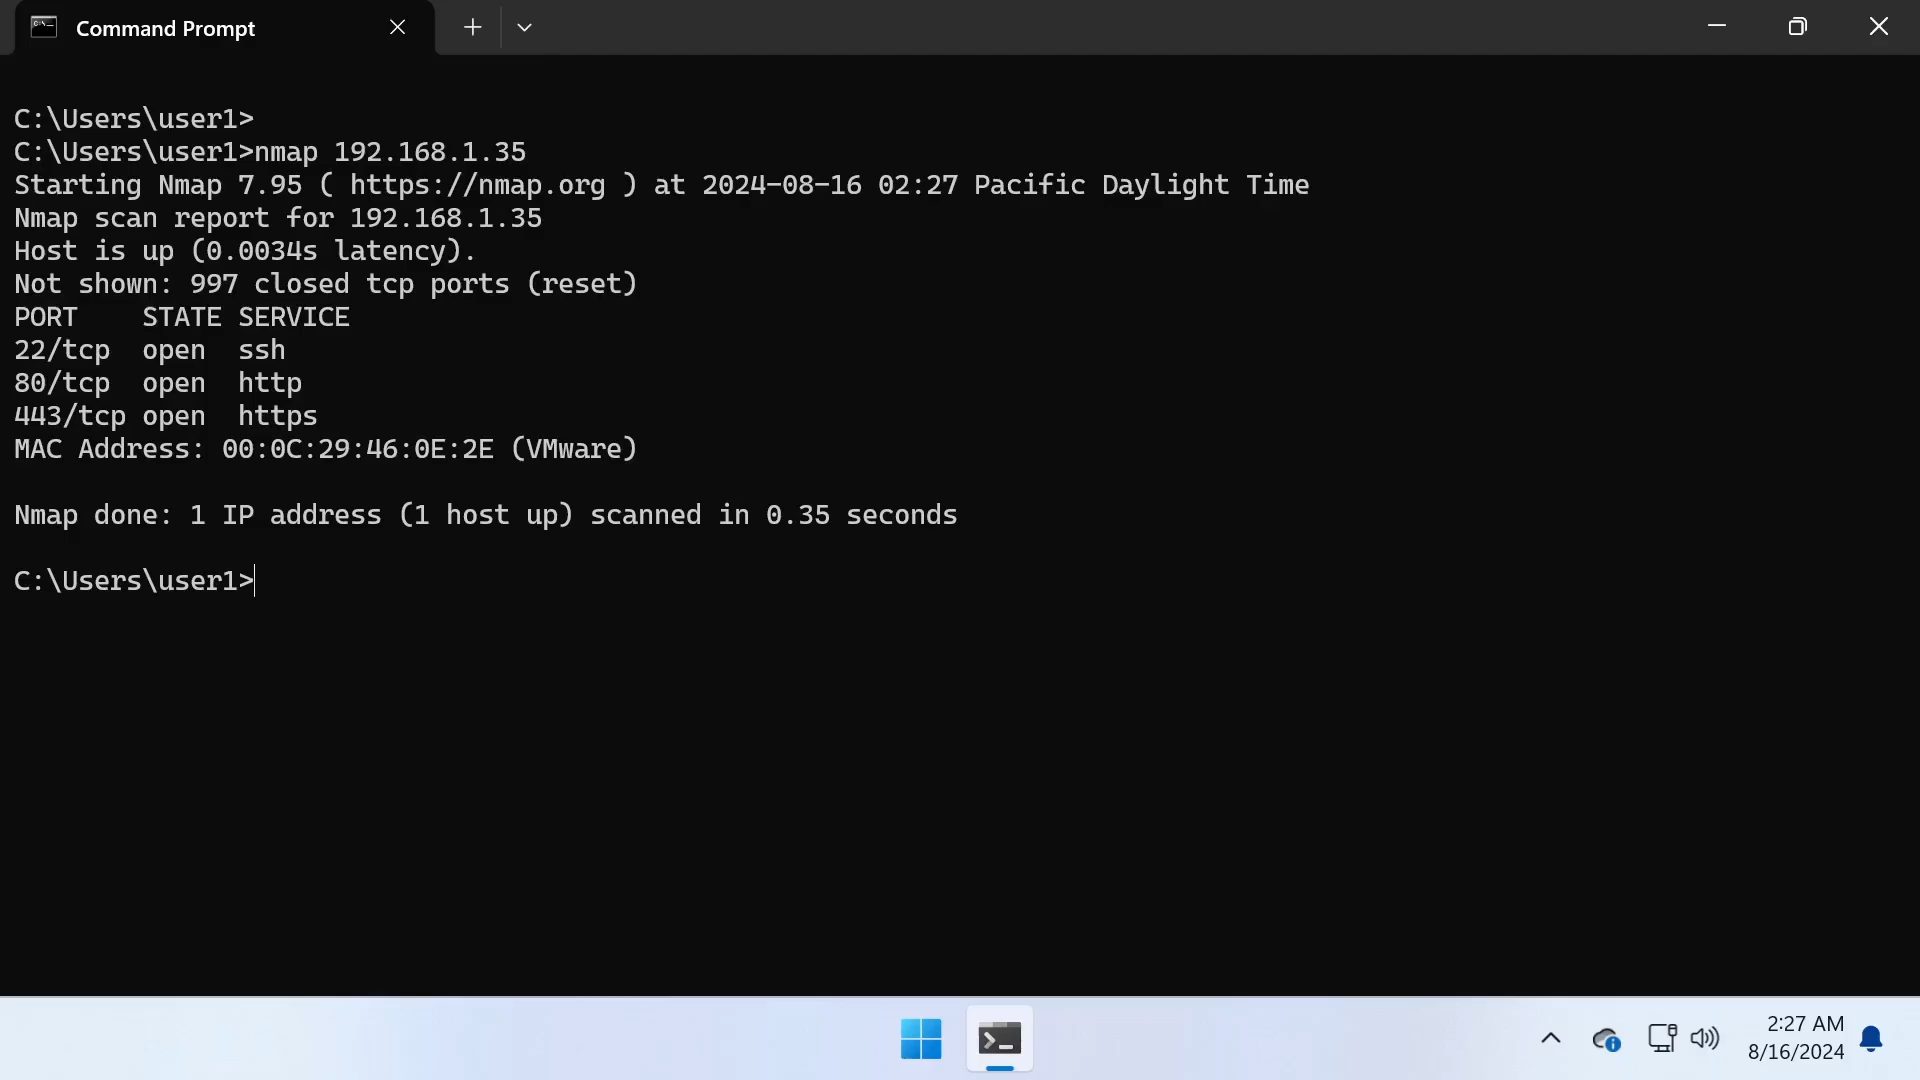 Command Prompt
C:\Users\user1>
C:\Users\user1>nmap 192.168.1.35
Starting Nmap 7.95 ( https://nmap.org ) at 2024-08-16 02:27 Pacific Daylight Time
Nmap scan report for 192.168.1.35
Host is up (0.0034s latency).
Not shown: 997 closed tcp ports (reset)
PORT    STATE SERVICE
22/tcp  open  ssh
80/tcp  open  http
443/tcp open  https
MAC Address: 00:0C:29:46:0E:2E (VMware)
Nmap done: 1 IP address (1 host up) scanned in 0.35 seconds
C:\Users\user1>
2:27 AM
8/16/2024